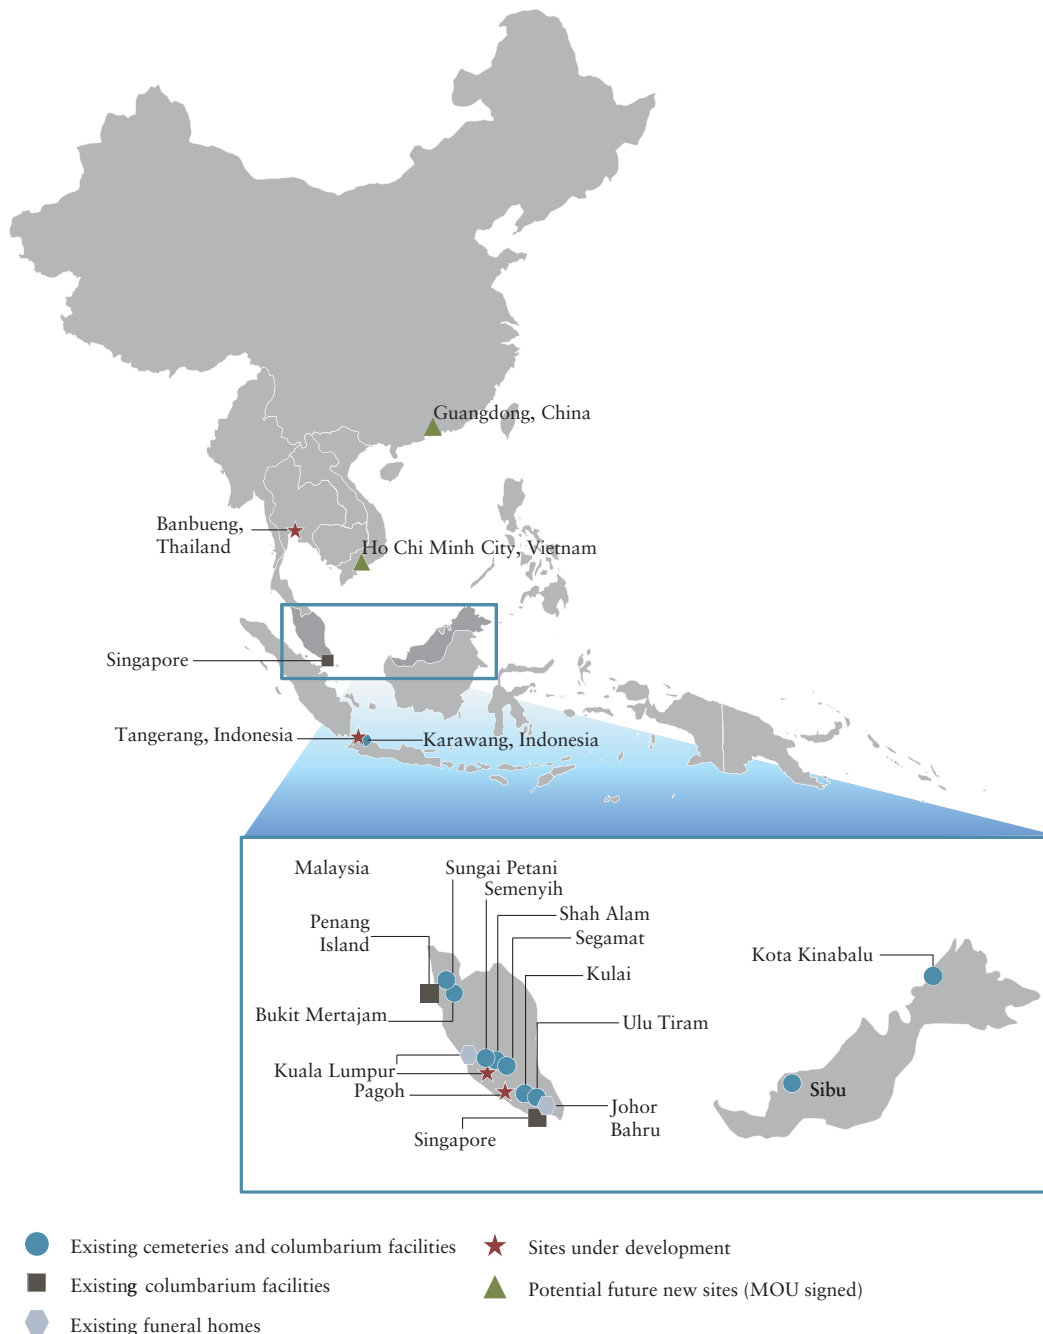 Guangdong, China
Banbueng,
Thailand
Ho Chi Minh City, Vietnam
Singapore
Tangerang, Indonesia
Karawang, Indonesia
Malaysia
Sungai Petani
Semenyih
Shah Alam
Penang
Island
Segamat
Kota Kinabalu
Kulai
Bukit Mertajam
Ulu Tiram
Kuala Lumpur
Pagoh
Sibu
Johor
Bahru
Singapore
Existing cemeteries and columbarium facilities
Sites under development
Existing columbarium facilities
Potential future new sites (MOU signed)
Existing funeral homes